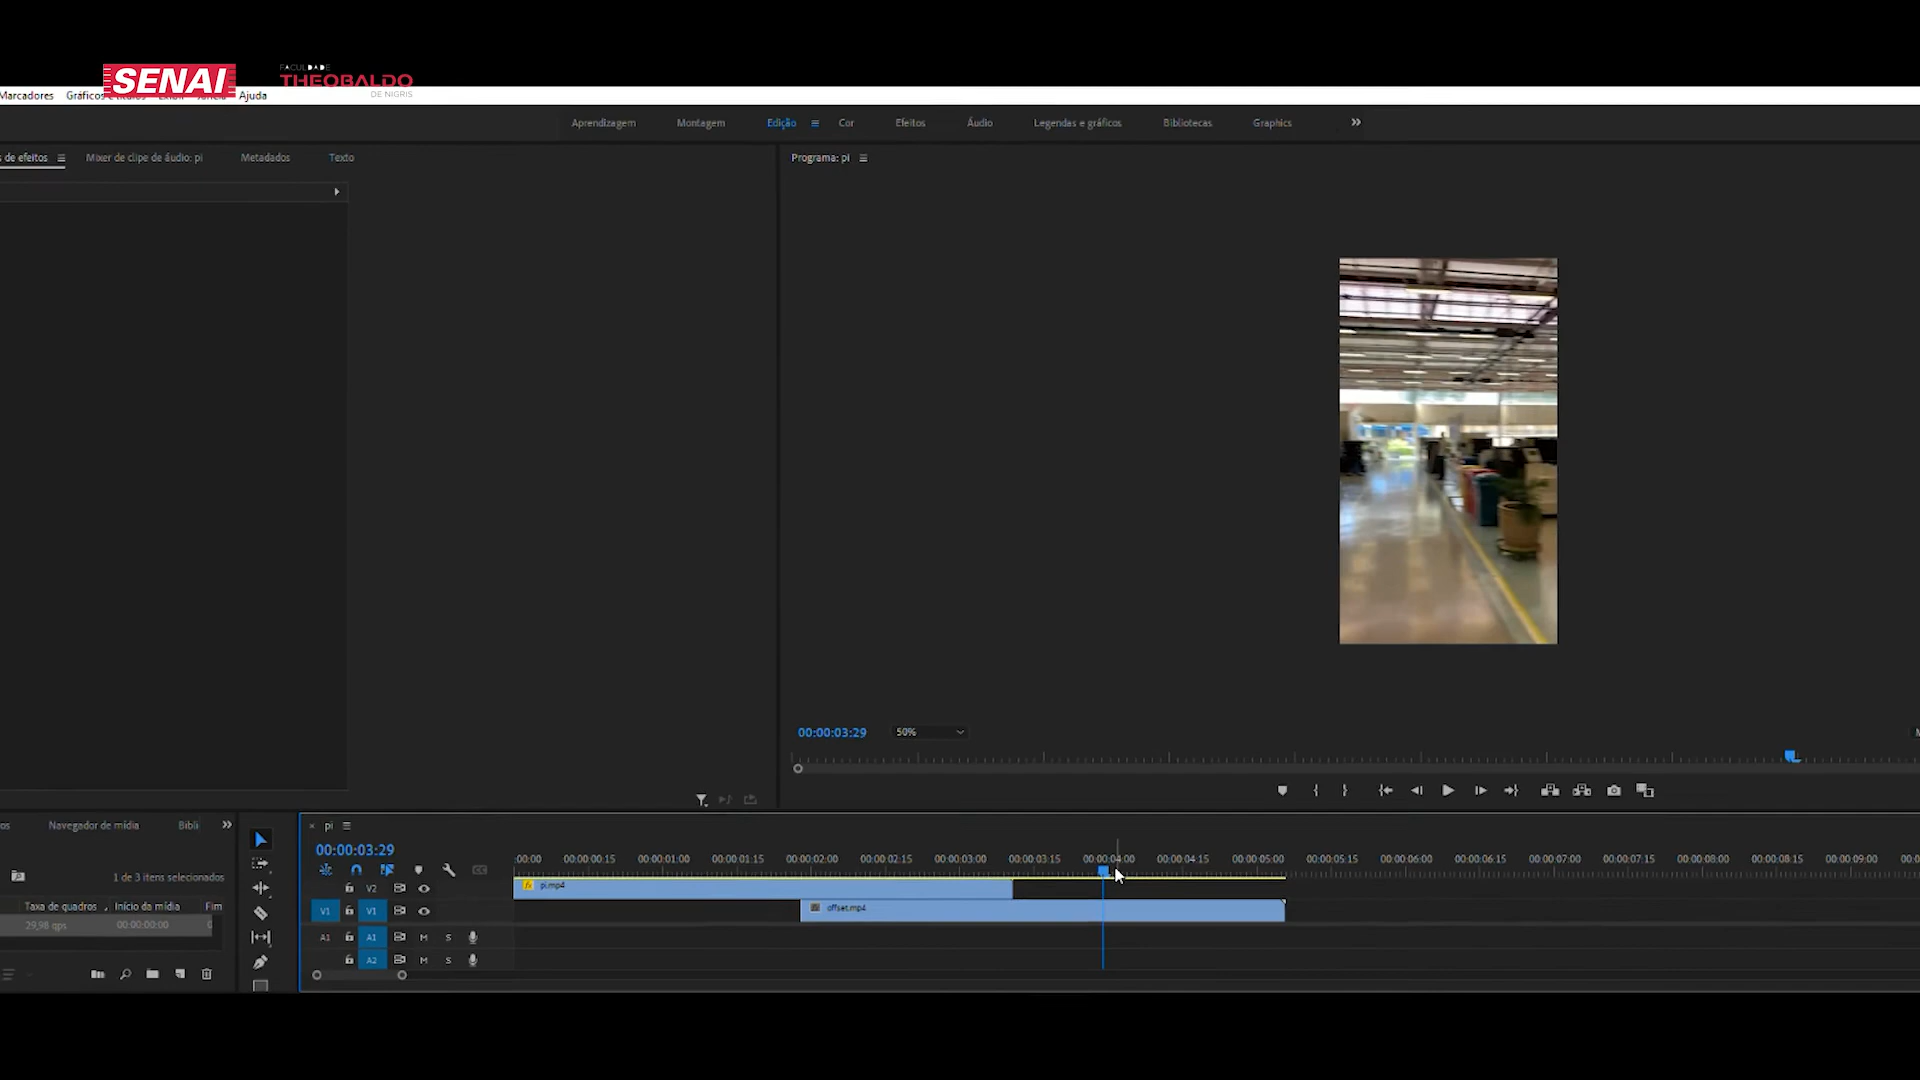 SENAI
FACULDADE
THEOBALDO
DE NIGRIS
Marcadores Gráficos e títulos Exibir Janela Ajuda
Aprendizagem Montagem Edição Cor Efeitos Áudio Legendas e gráficos Bibliotecas Graphics
s de efeitos Mixer de clipe de áudio: pi Metadados Texto
Programa: pi
00:00:03:29 50%
os Navegador de mídia Bibli
pi
00:00:03:29
:00:00 00:00:00:15 00:00:01:00 00:00:01:15 00:00:02:00 00:00:02:15 00:00:03:00 00:00:03:15 00:00:04:00 00:00:04:15 00:00:05:00 00:00:05:15 00:00:06:00 00:00:06:15 00:00:07:00 00:00:07:15 00:00:08:00 00:00:08:15 00:00:09:00 00:0
1 de 3 itens selecionados
V2 pi.mp4
Taxa de quadros Início da mídia Fim
V1 V1 offset.mp4
29,98 qps 00:00:00:00 0
A1 A1 M S
A2 M S